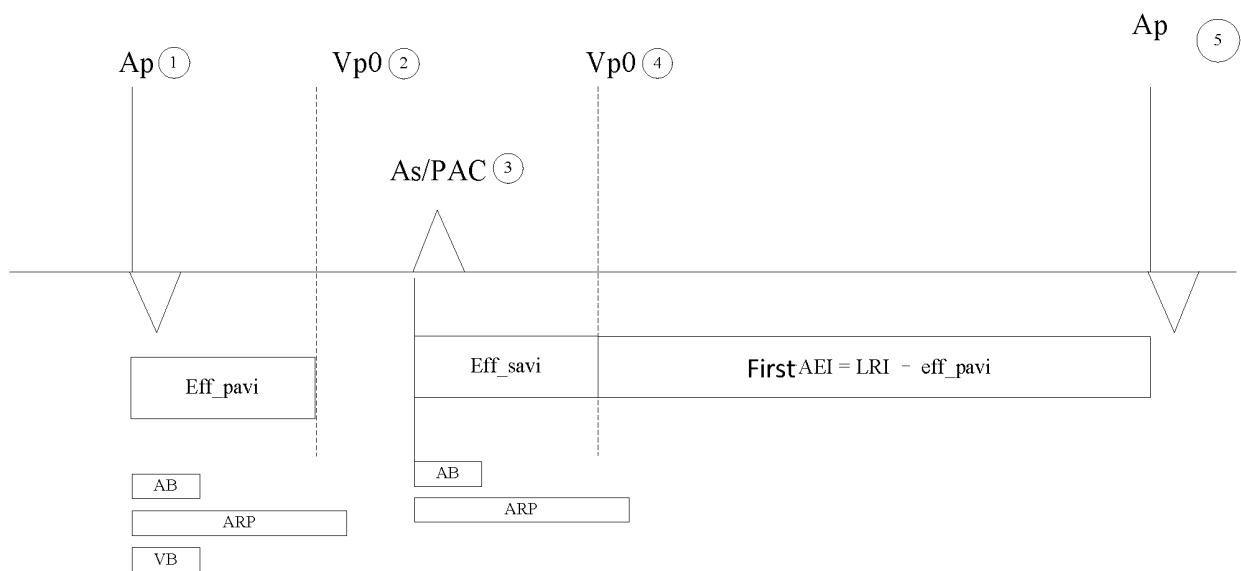 Ap 5
Ap 1 Vp0 2 Vp0 4
As/PAC 3
Eff_pavi
Eff_savi
First AEI = LRI - eff_pavi
AB
ARP
VB
AB
ARP